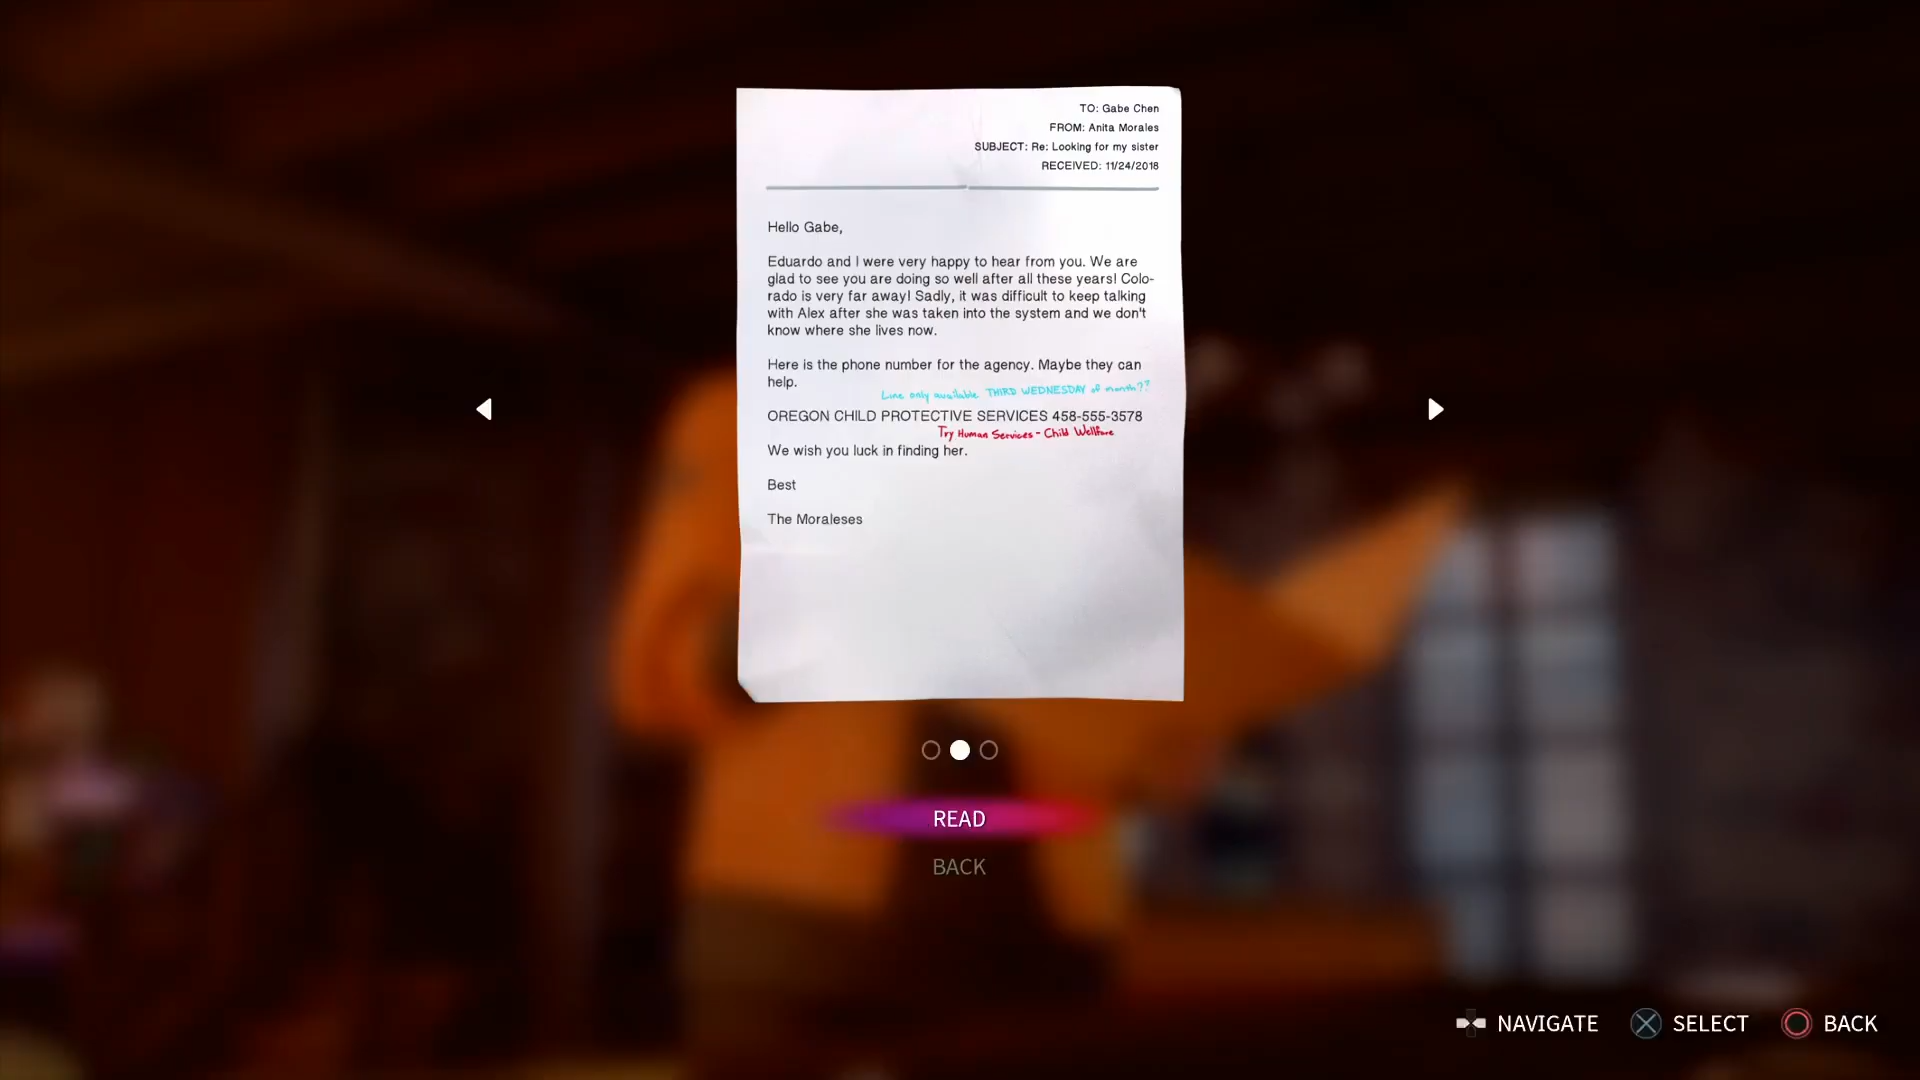 TO: Gabe Chen
FROM: Anita Morales
SUBJECT: Re: Looking for my sister
RECEIVED: 11/24/2018
Hello Gabe,
Eduardo and I were very happy to hear from you. We are
glad to see you are doing so well after all these years! Colo-
rado is very far away! Sadly, it was difficult to keep talking
with Alex after she was taken into the system and we don't
know where she lives now.
Here is the phone number for the agency. Maybe they can
help.
Line only available THIRD WEDNESDAY of month??
OREGON CHILD PROTECTIVE SERVICES 458-555-3578
Try Human Services - Child Wellfare
We wish you luck in finding her.
Best
The Moraleses
READ
BACK
NAVIGATE
SELECT
BACK